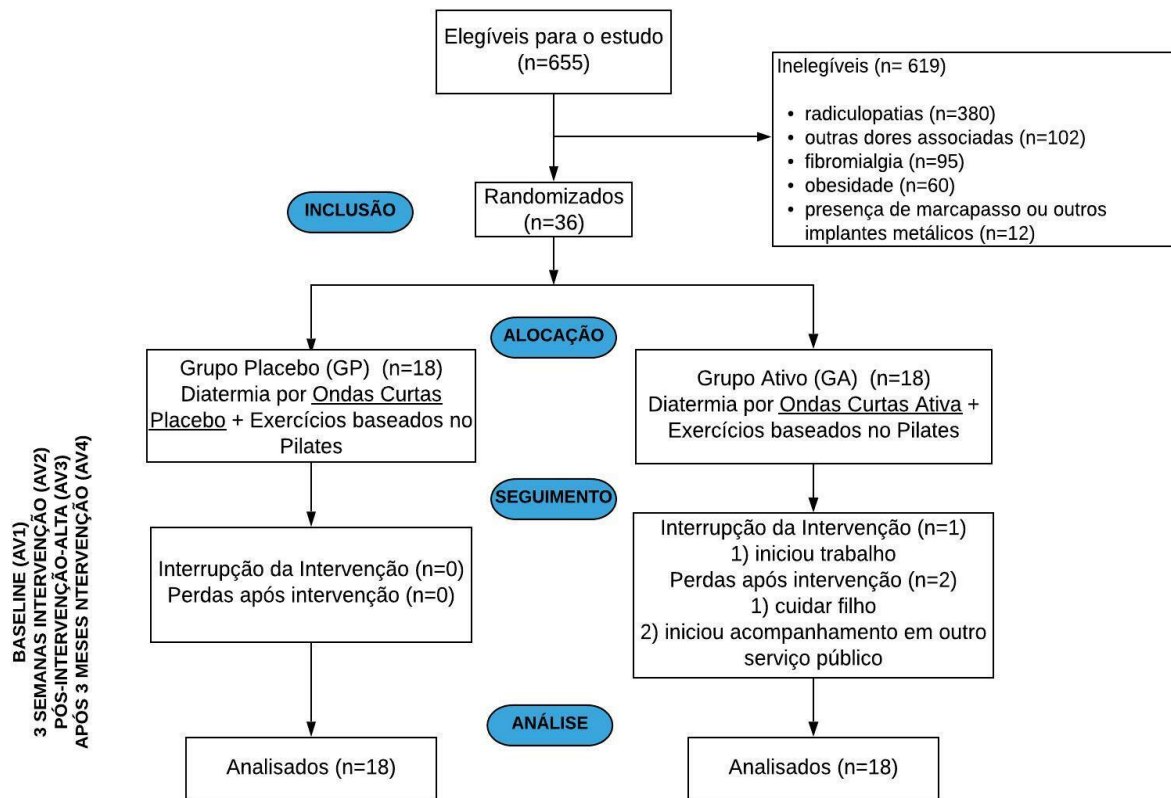 Elegíveis para o estudo
(n=655)
Inelegíveis (n= 619)
• radiculopatias (n=380)
• outras dores associadas (n=102)
• fibromialgia (n=95)
• obesidade (n=60)
• presença de marcapasso ou outros
implantes metálicos (n=12)
INCLUSÃO
Randomizados
(n=36)
ALOCAÇÃO
Grupo Placebo (GP) (n=18)
Diatermia por Ondas Curtas
Placebo + Exercícios baseados no
Pilates
Grupo Ativo (GA) (n=18)
Diatermia por Ondas Curtas Ativa +
Exercícios baseados no Pilates
BASELINE (AV1)
3 SEMANAS INTERVENÇÃO (AV2)
PÓS-INTERVENÇÃO-ALTA (AV3)
APÓS 3 MESES NTERVENÇÃO (AV4)
SEGUIMENTO
Interrupção da Intervenção (n=0)
Perdas após intervenção (n=0)
Interrupção da Intervenção (n=1)
1) iniciou trabalho
Perdas após intervenção (n=2)
1) cuidar filho
2) iniciou acompanhamento em outro
serviço público
ANÁLISE
Analisados (n=18)
Analisados (n=18)